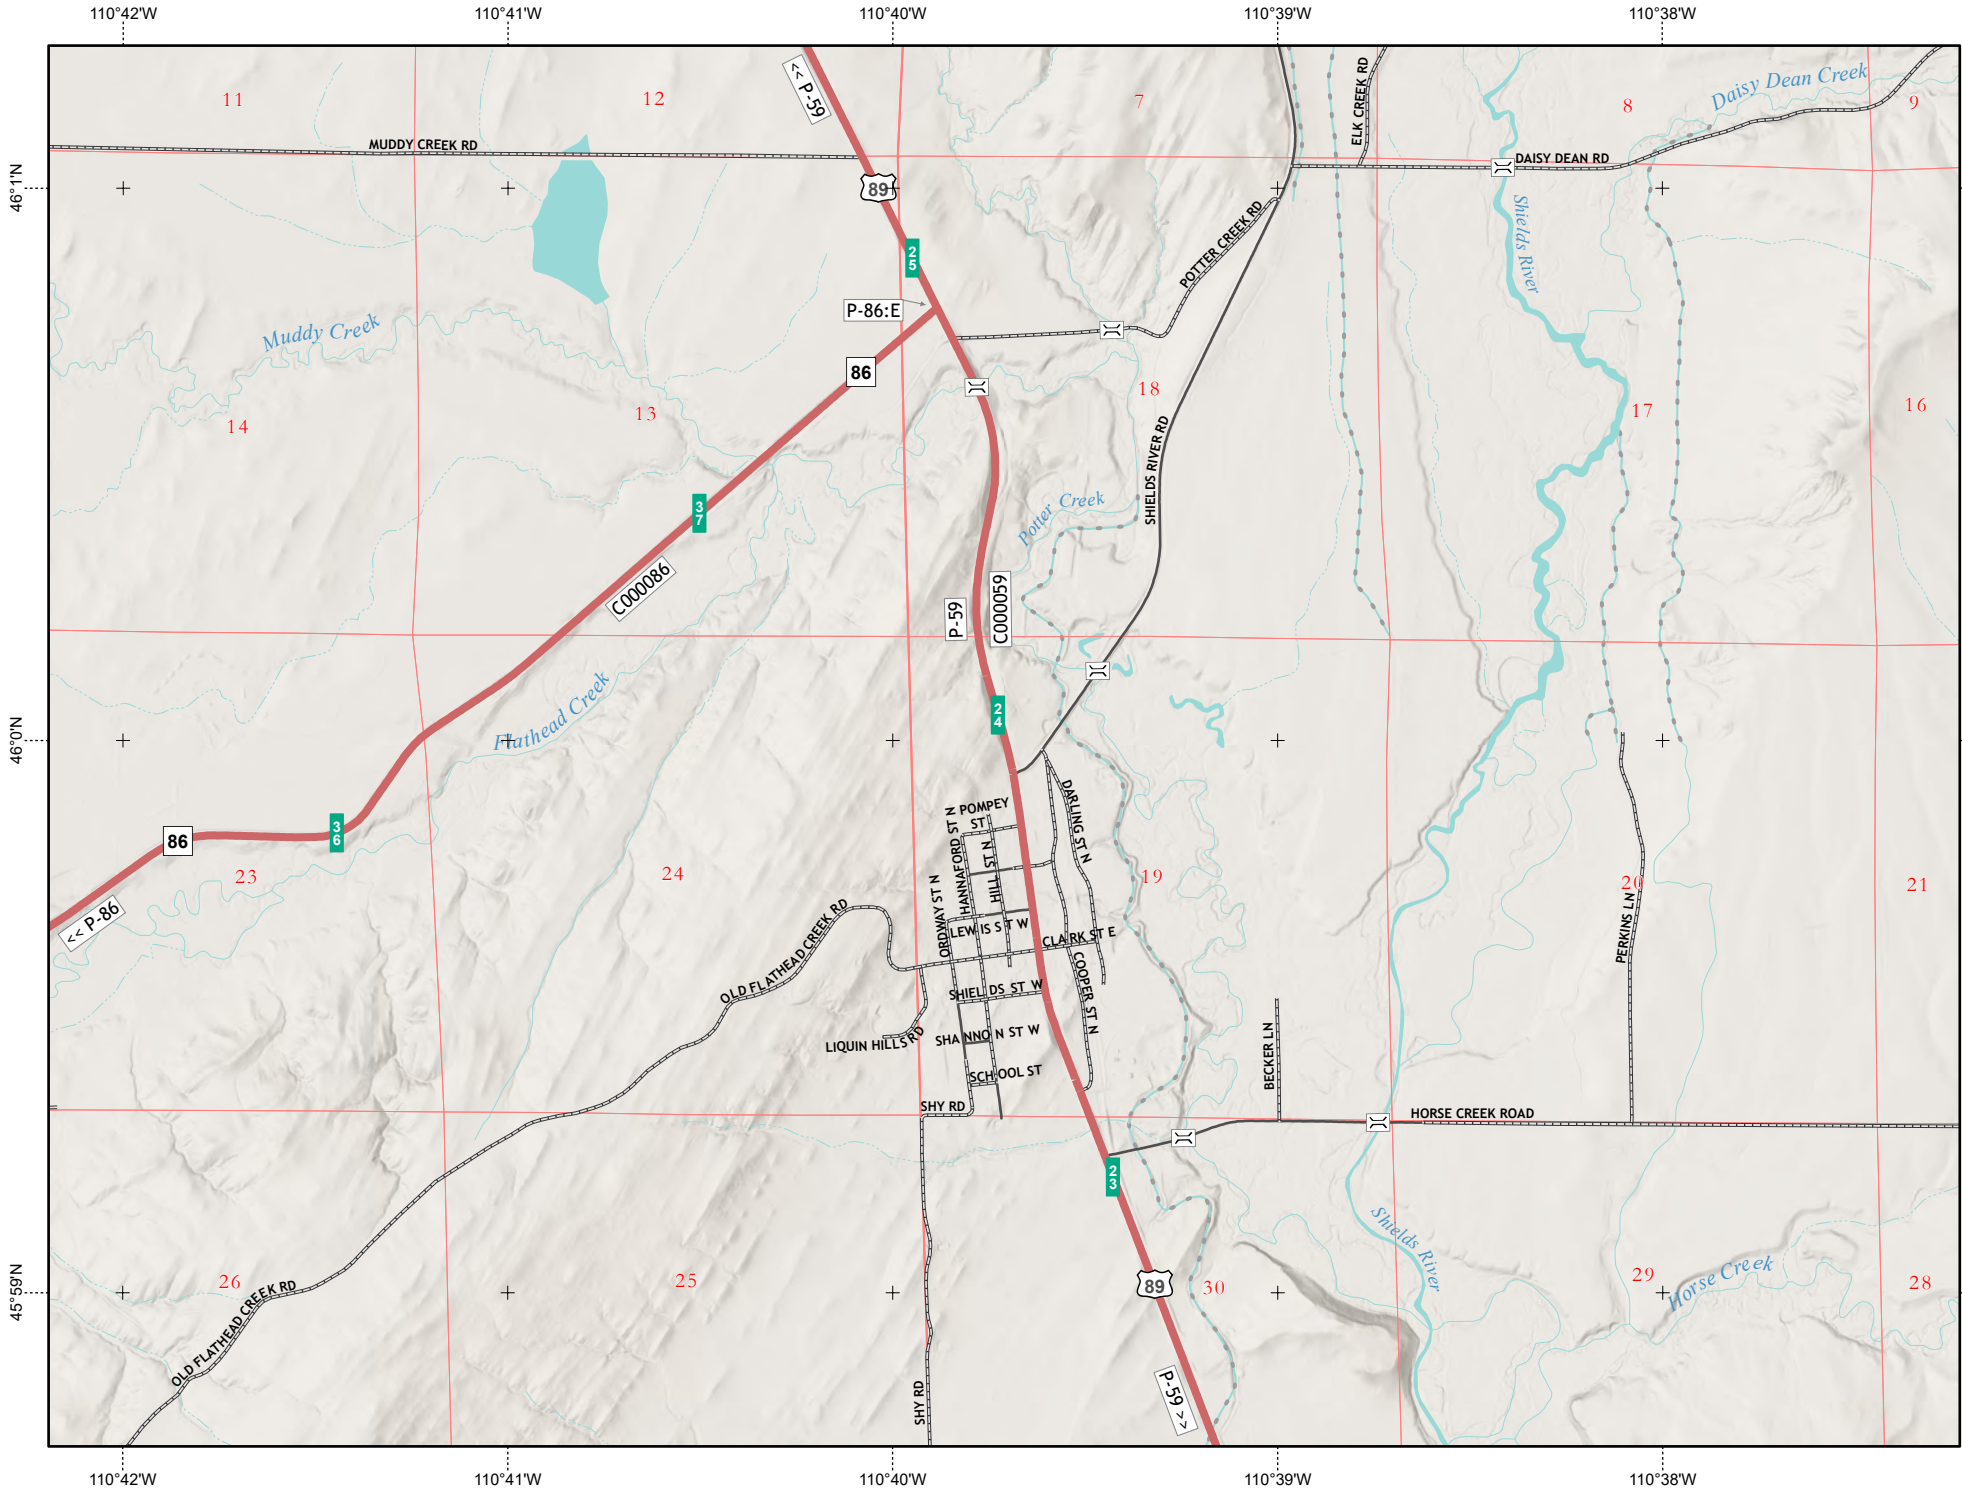 110°42'W
110°41'W
110°40'W
110°39'W
110°38'W
11
12
<< P-59
7
ELK CREEK RD
8
Daisy Dean Creek
9
MUDDY CREEK RD
DAISY DEAN RD
46°1'N
89
25
POTTER CREEK RD
Shields River
P-86:E
Muddy Creek
86
14
13
18
17
16
SHIELDS RIVER RD
37
Potter Creek
C000086
P-59
C000059
Flathead Creek
24
46°0'N
36
86
<< P-86
23
24
POMPEY
ST
HANNAFORD ST N
HILL ST N
DARLING ST N
19
20
21
ORDWAY ST N
OLD FLATHEAD CREEK RD
LEWIS ST W
CLARK ST E
PERKINS LN
SHIELDS ST W
COOPER ST N
LIQUIN HILLS RD
SHANNON ST W
BECKER LN
SCHOOL ST
SHY RD
HORSE CREEK ROAD
23
26
OLD FLATHEAD CREEK RD
25
89
30
Shields River
29
Horse Creek
28
45°59'N
SHY RD
P-59 >>
110°42'W
110°41'W
110°40'W
110°39'W
110°38'W